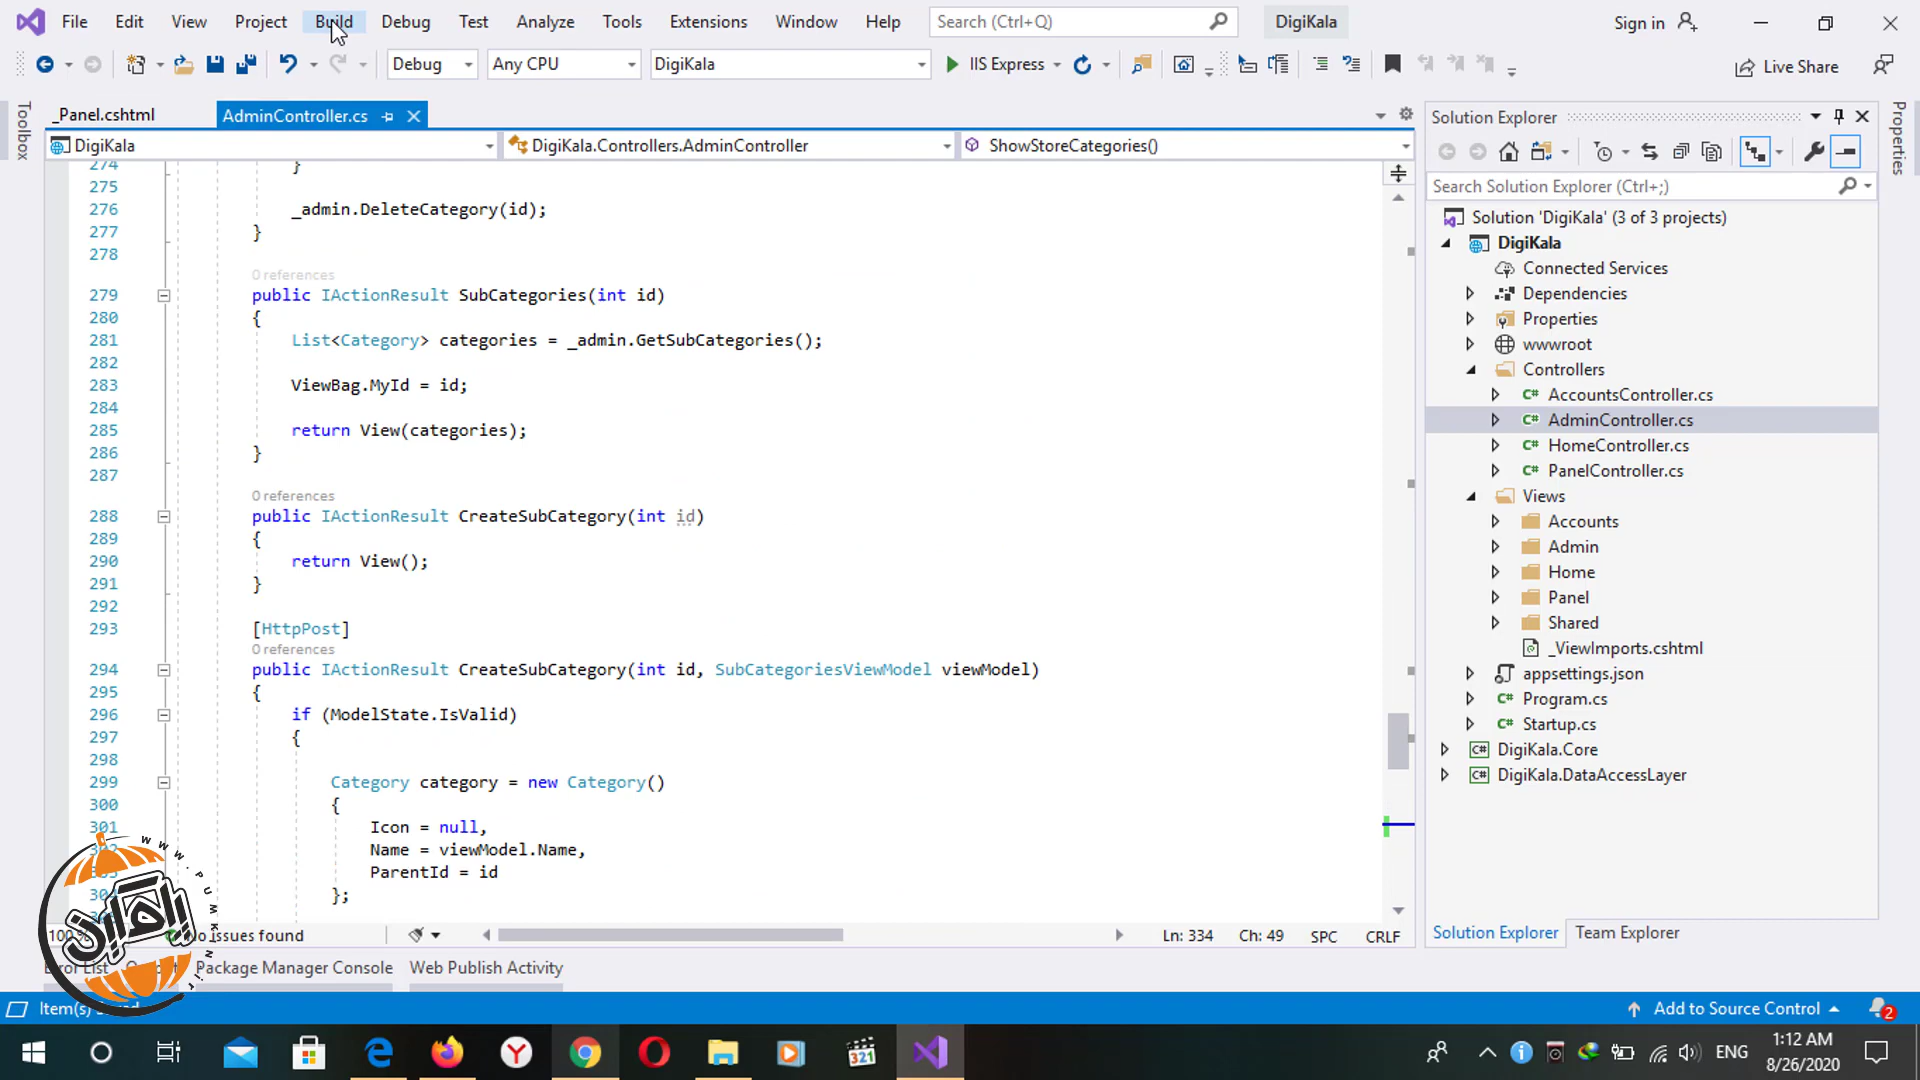 File Edit View Project Build Debug Test Analyze Tools Extensions Window Help Search (Ctrl+Q) DigiKala Sign in
Debug Any CPU DigiKala IIS Express Live Share
Toolbox
_Panel.cshtml AdminController.cs
DigiKala DigiKala.Controllers.AdminController ShowStoreCategories()
274 }
275
276 _admin.DeleteCategory(id);
277 }
278
0 references
279 public IActionResult SubCategories(int id)
280 {
281 List<Category> categories = _admin.GetSubCategories();
282
283 ViewBag.MyId = id;
284
285 return View(categories);
286 }
287
0 references
288 public IActionResult CreateSubCategory(int id)
289 {
290 return View();
291 }
292
293 [HttpPost]
0 references
294 public IActionResult CreateSubCategory(int id, SubCategoriesViewModel viewModel)
295 {
296 if (ModelState.IsValid)
297 {
298
299 Category category = new Category()
300 {
301 Icon = null,
Name = viewModel.Name,
ParentId = id
};
100 % No issues found Ln: 334 Ch: 49 SPC CRLF
Error List Package Manager Console Web Publish Activity
Solution Explorer
Search Solution Explorer (Ctrl+;)
Solution 'DigiKala' (3 of 3 projects)
DigiKala
Connected Services
Dependencies
Properties
wwwroot
Controllers
AccountsController.cs
AdminController.cs
HomeController.cs
PanelController.cs
Views
Accounts
Admin
Home
Panel
Shared
_ViewImports.cshtml
appsettings.json
Program.cs
Startup.cs
DigiKala.Core
DigiKala.DataAccessLayer
Solution Explorer Team Explorer
Properties
Item(s) Add to Source Control 2
ENG 1:12 AM
8/26/2020